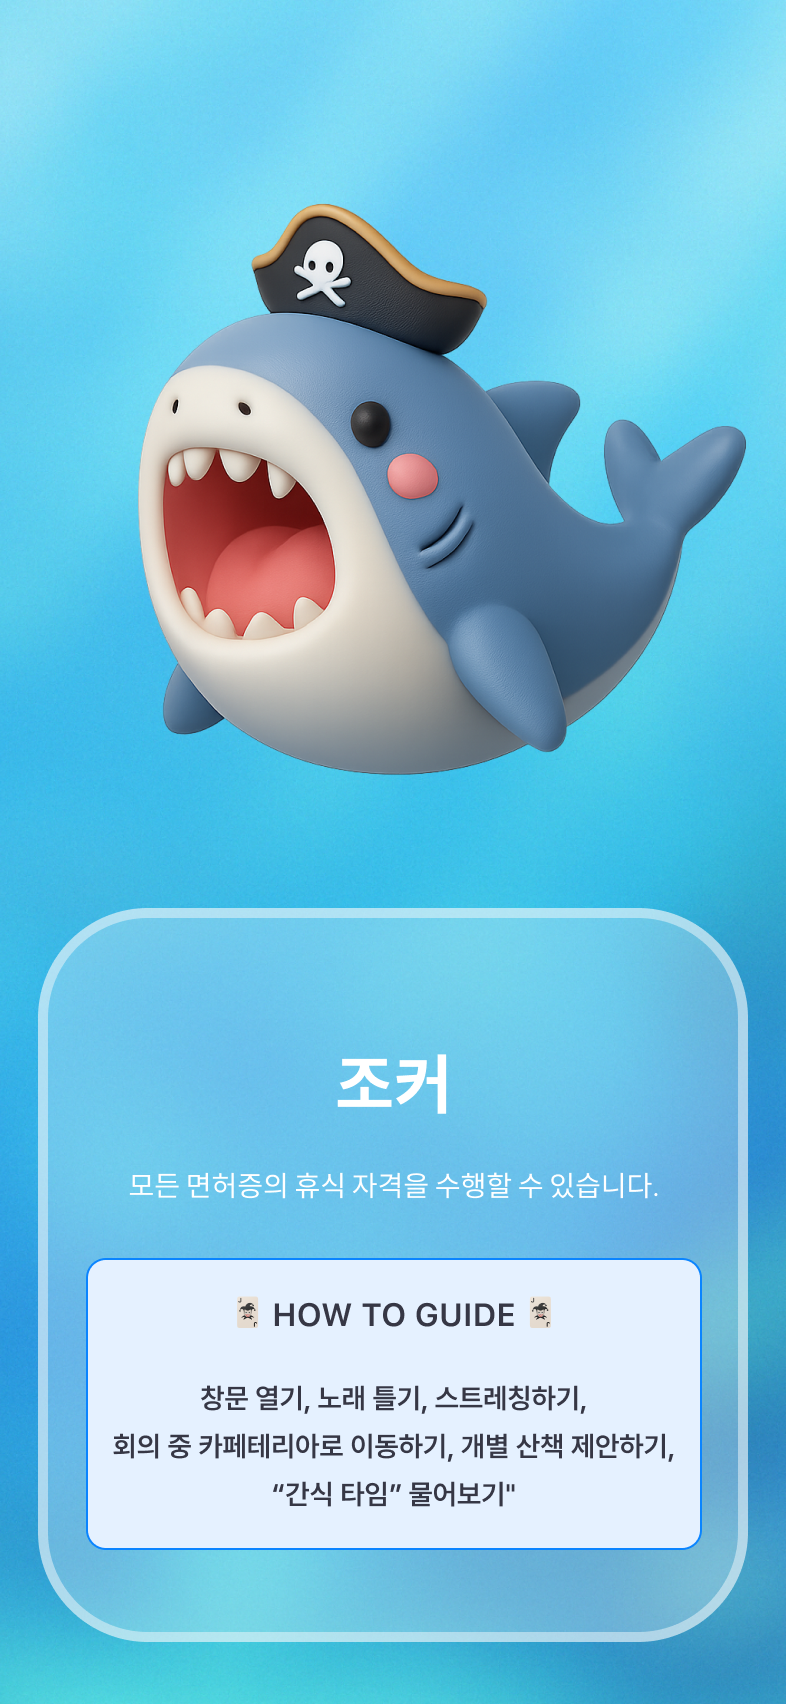 조커
모든 면허증의 휴식 자격을 수행할 수 있습니다.
🃏 HOW TO GUIDE 🃏
창문 열기, 노래 틀기, 스트레칭하기,
회의 중 카페테리아로 이동하기, 개별 산책 제안하기,
“간식 타임” 물어보기"